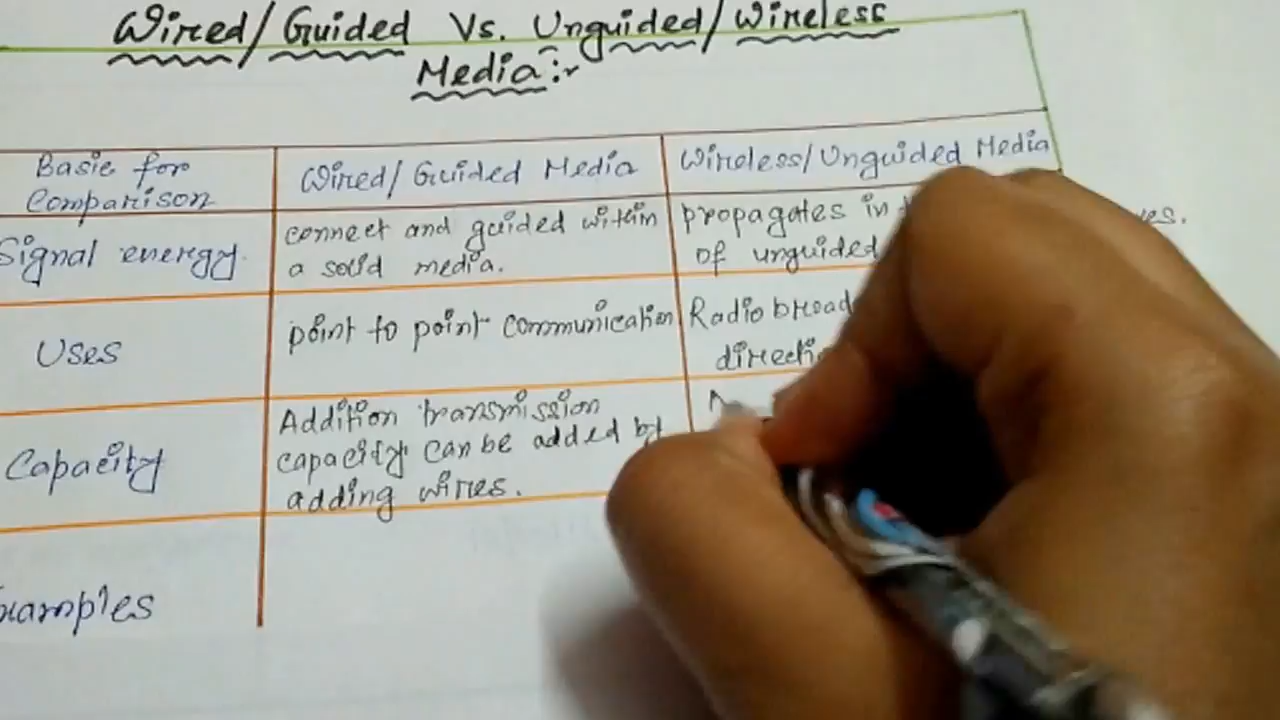 Wired/Guided Vs. Unguided/Wireless
Media:-
Basic for
Comparison
Wired/Guided Media
Wireless/Unguided Media
Signal energy
connect and guided within
a solid media.
propagates in
of unguided
Uses
point to point communication
Radio broad
directi
Capacity
Addition transmission
capacity can be added by
adding wires.
xamples